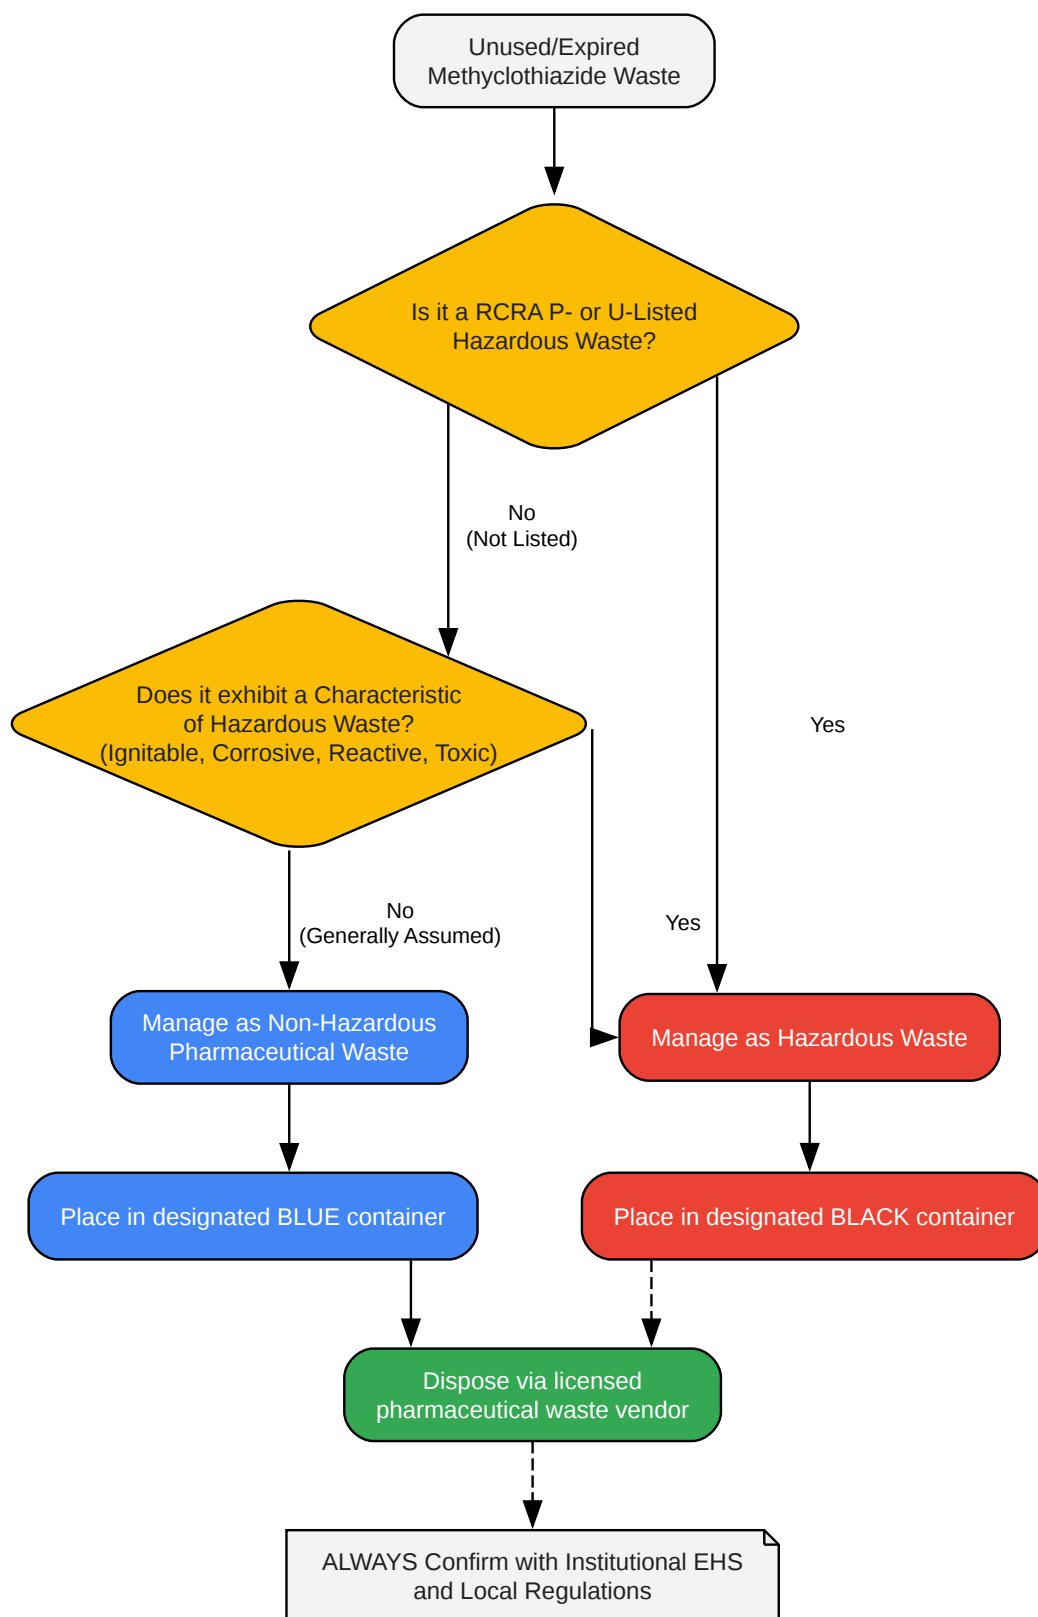 Unused/Expired
Methyclothiazide Waste
Is it a RCRA P- or U-Listed
Hazardous Waste?
No
(Not Listed)
Does it exhibit a Characteristic
of Hazardous Waste?
(Ignitable, Corrosive, Reactive, Toxic)
Yes
No
(Generally Assumed)
Yes
Manage as Non-Hazardous
Pharmaceutical Waste
Manage as Hazardous Waste
Place in designated BLUE container
Place in designated BLACK container
Dispose via licensed
pharmaceutical waste vendor
ALWAYS Confirm with Institutional EHS
and Local Regulations